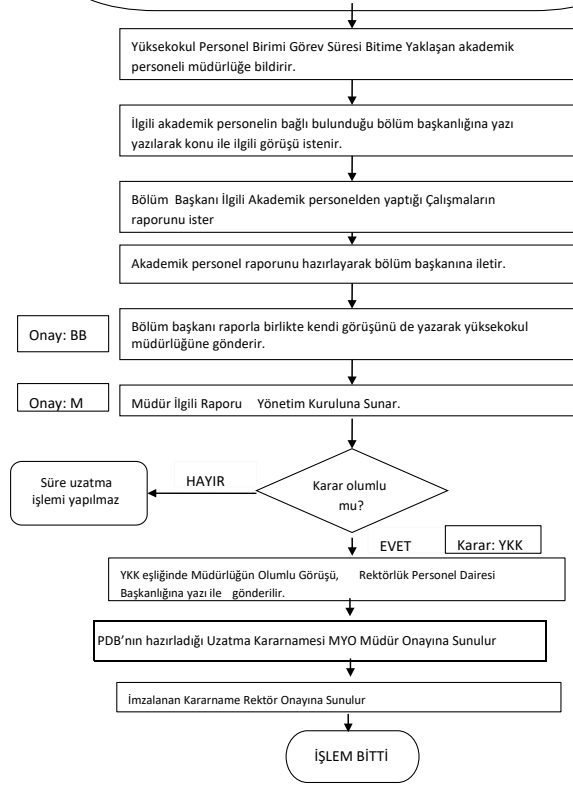 Yüksekokul Personel Birimi Görev Süresi Bitime Yaklaşan akademik
personeli müdürlüğe bildirir.
İlgili akademik personelin bağlı bulunduğu bölüm başkanlığına yazı
yazılarak konu ile ilgili görüşü istenir.
Bölüm Başkanı İlgili Akademik personelden yaptığı Çalışmaların
raporunu ister
Akademik personel raporunu hazırlayarak bölüm başkanına iletir.
Onay: BB
Bölüm başkanı raporla birlikte kendi görüşünü de yazarak yüksekokul
müdürlüğüne gönderir.
Onay: M
Müdür İlgili Raporu Yönetim Kuruluna Sunar.
Süre uzatma
işlemi yapılmaz
HAYIR
Karar olumlu
mu?
EVET
Karar: YKK
YKK eşliğinde Müdürlüğün Olumlu Görüşü, Rektörlük Personel Dairesi
Başkanlığına yazı ile gönderilir.
PDB'nın hazırladığı Uzatma Kararnamesi MYO Müdür Onayına Sunulur
İmzalanan Kararname Rektör Onayına Sunulur
İŞLEM BİTTİ